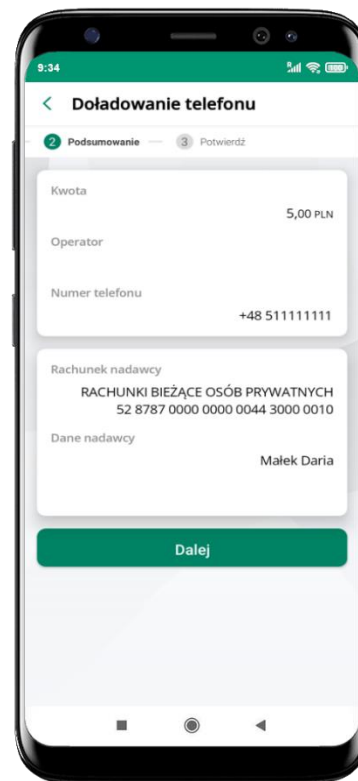 9:34
Doładowanie telefonu
2 Podsumowanie 3 Potwierdź
Kwota
5,00 PLN
Operator
Numer telefonu
+48 511111111
Rachunek nadawcy
RACHUNKI BIEŻĄCE OSÓB PRYWATNYCH
52 8787 0000 0000 0044 3000 0010
Dane nadawcy
Małek Daria
Dalej